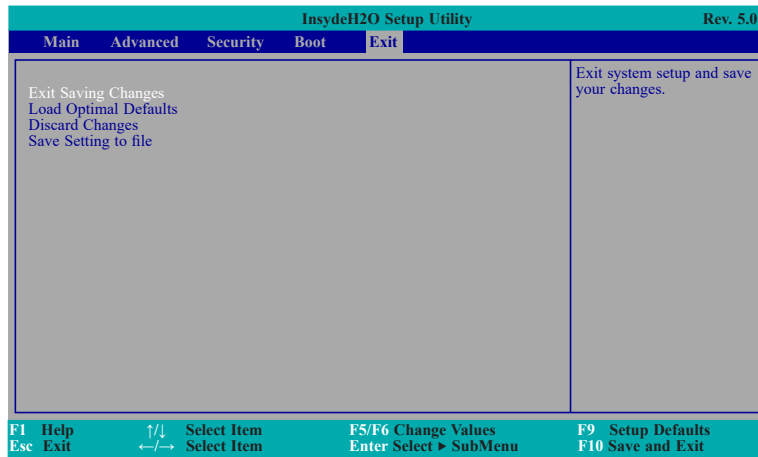 InsydeH2O Setup Utility Rev. 5.0
Main Advanced Security Boot Exit
Exit Saving Changes
Load Optimal Defaults
Discard Changes
Save Setting to file
Exit system setup and save
your changes.
F1 Help ↑/↓ Select Item F5/F6 Change Values F9 Setup Defaults
Esc Exit ←/→ Select Item Enter Select ► SubMenu F10 Save and Exit